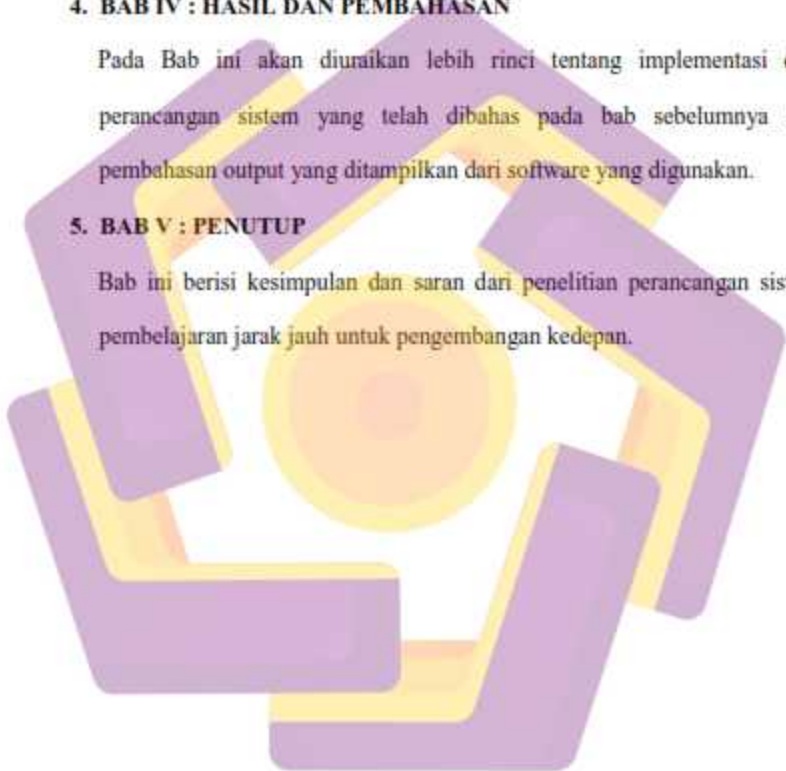 4. BAB IV : HASIL DAN PEMBAHASAN
Pada Bab ini akan diuraikan lebih rinci tentang implementasi
perancangan sistem yang telah dibahas pada bab sebelumnya
pembahasan output yang ditampilkan dari software yang digunakan.
5. BAB V : PENUTUP
Bab ini berisi kesimpulan dan saran dari penelitian perancangan
pembelajaran jarak jauh untuk pengembangan kedepan.